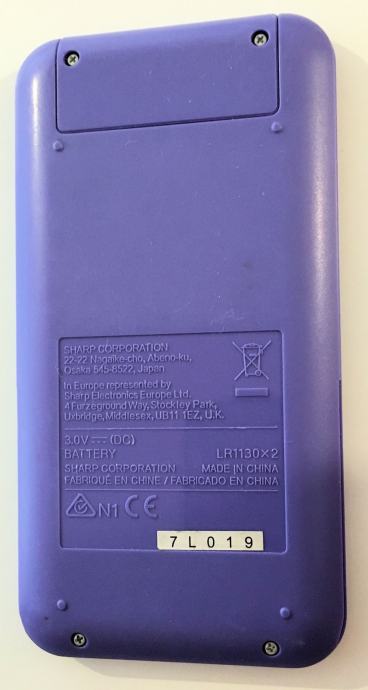 SHARP CORPORATION
22-22 Nagaike-cho, Abeno-ku,
Osaka 545-8522, Japan
In Europe represented by
Sharp Electronics Europe Ltd.
4 Furzeground Way, Stockley Park,
Uxbridge, Middlesex, UB11 1EZ, U.K.
3.0V ⎓ (DC)
BATTERY LR1130×2
SHARP CORPORATION MADE IN CHINA
FABRIQUÉ EN CHINE / FABRICADO EN CHINA
N1 CE
7L019